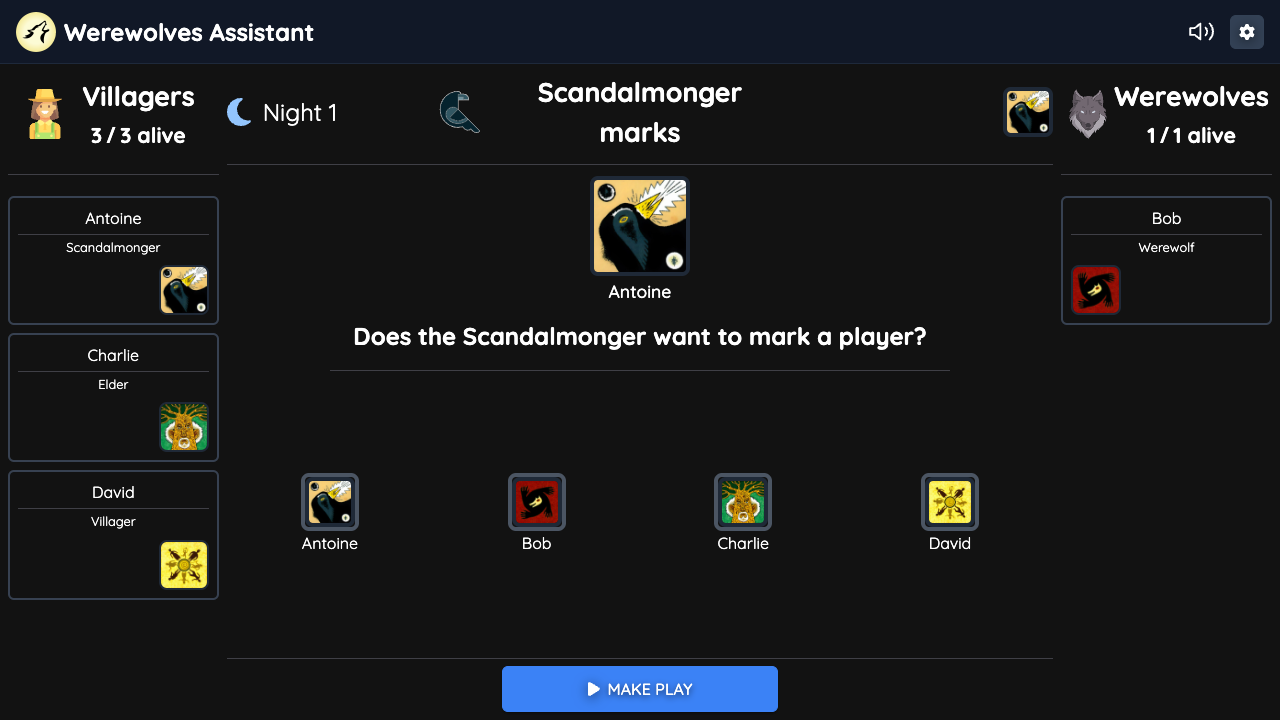 Werewolves Assistant
Villagers
3 / 3 alive
Night 1
Scandalmonger
marks
Werewolves
1 / 1 alive
Antoine
Scandalmonger
Charlie
Elder
David
Villager
Antoine
Does the Scandalmonger want to mark a player?
Antoine
Bob
Charlie
David
MAKE PLAY
Bob
Werewolf